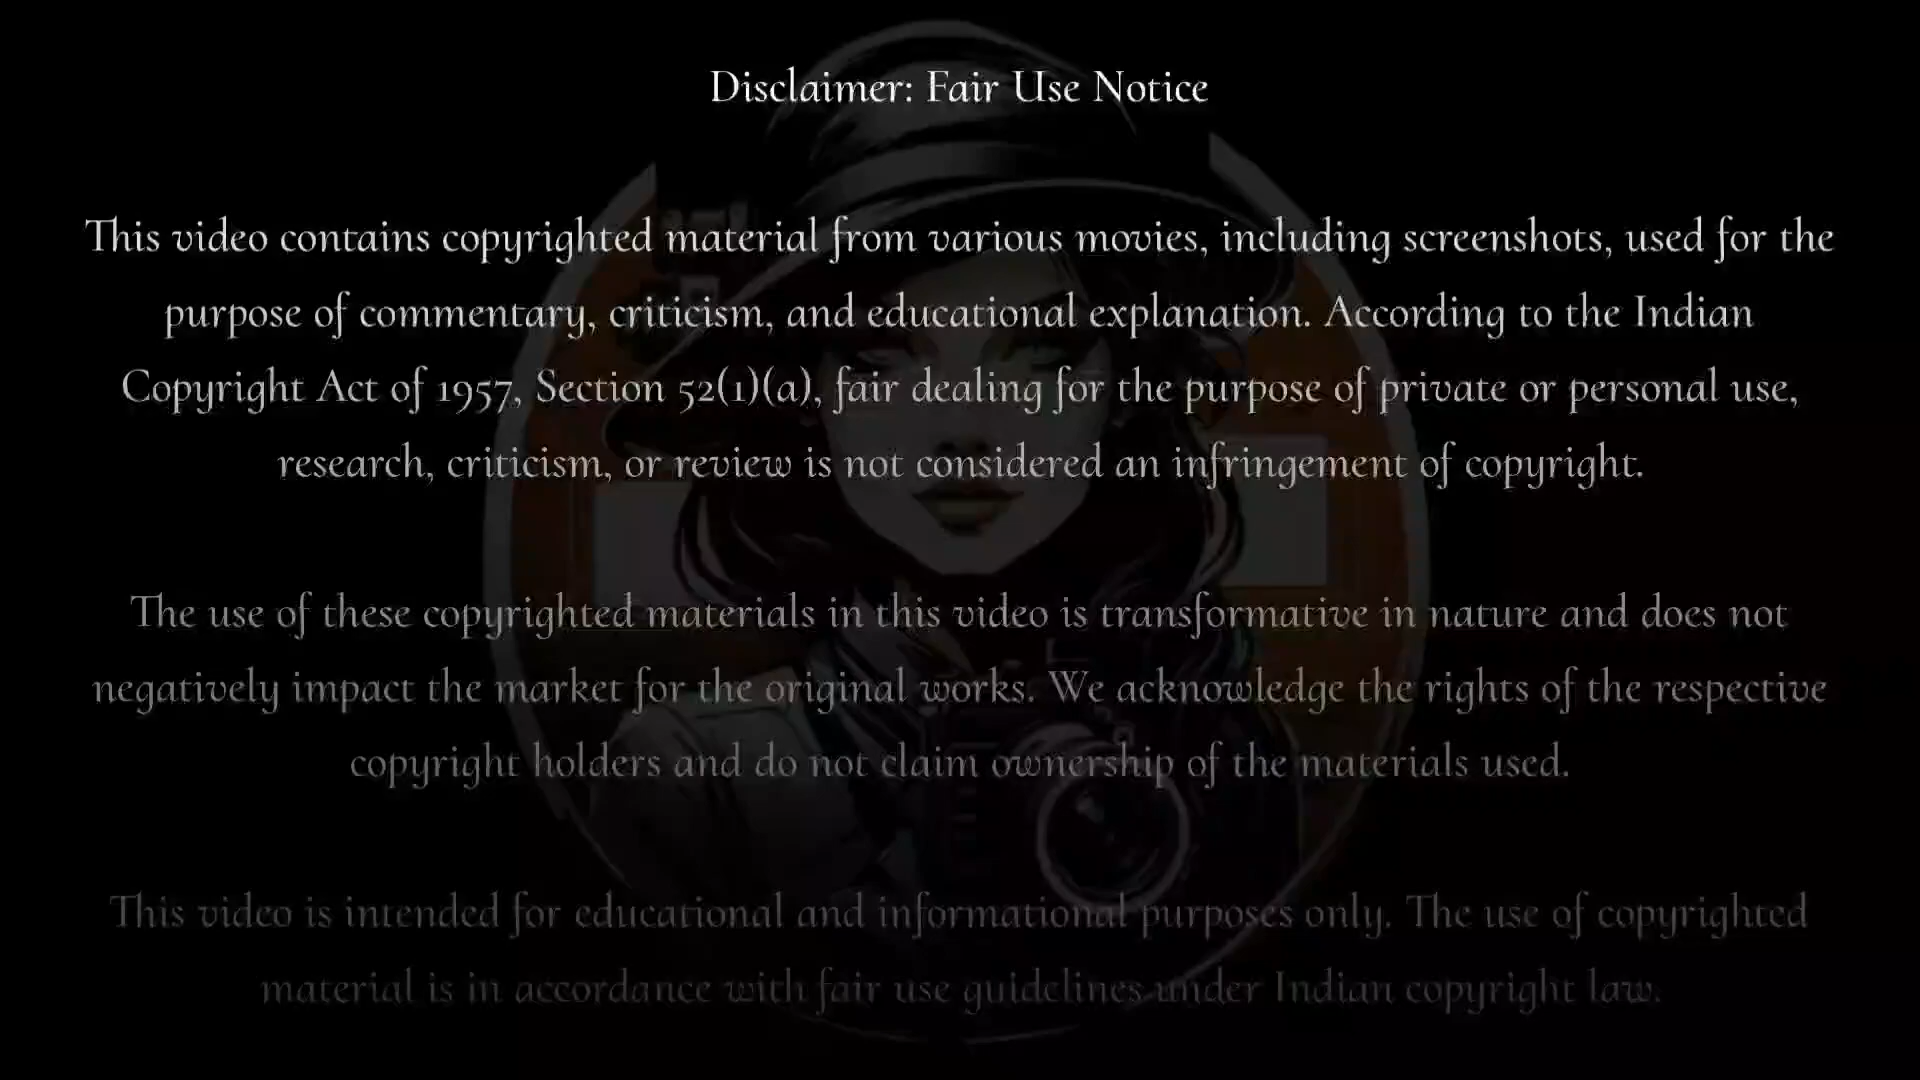 Disclaimer: Fair Use Notice
This video contains copyrighted material from various movies, including screenshots, used for the
purpose of commentary, criticism, and educational explanation. According to the Indian
Copyright Act of 1957, Section 52(1)(a), fair dealing for the purpose of private or personal use,
research, criticism, or review is not considered an infringement of copyright.
The use of these copyrighted materials in this video is transformative in nature and does not
negatively impact the market for the original works. We acknowledge the rights of the respective
copyright holders and do not claim ownership of the materials used.
This video is intended for educational and informational purposes only. The use of copyrighted
material is in accordance with fair use guidelines under Indian copyright law.